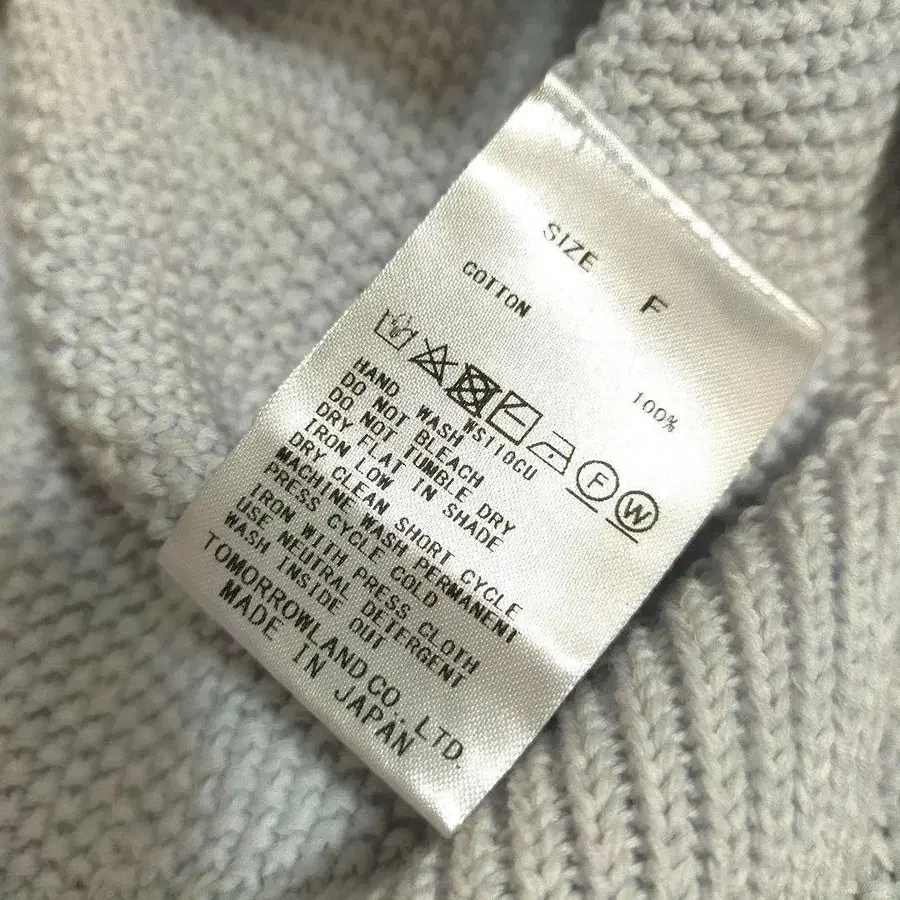 SIZE F
COTTON 100%
F W
WS110CU
HAND WASH
DO NOT BLEACH
DO NOT TUMBLE DRY
DRY FLAT IN SHADE
IRON LOW
DRY CLEAN SHORT CYCLE
MACHINE WASH PERMANENT
PRESS CYCLE COLD
IRON WITH PRESS CLOTH
USE NEUTRAL DETERGENT
WASH INSIDE OUT
TOMORROWLAND CO.,LTD.
MADE IN JAPAN